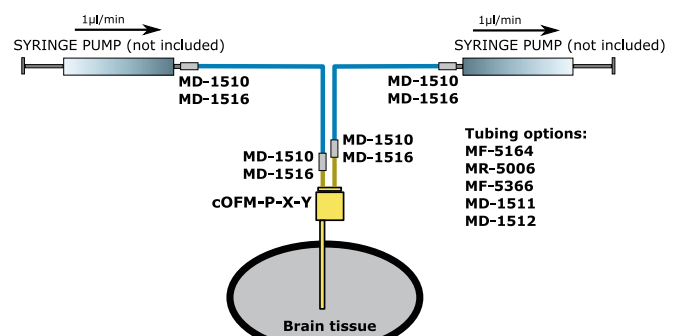 1µl/min
SYRINGE PUMP (not included)
MD-1510
MD-1516
1µl/min
SYRINGE PUMP (not included)
MD-1510
MD-1516
MD-1510
MD-1516
MD-1510
MD-1516
cOFM-P-X-Y
Tubing options:
MF-5164
MR-5006
MF-5366
MD-1511
MD-1512
Brain tissue